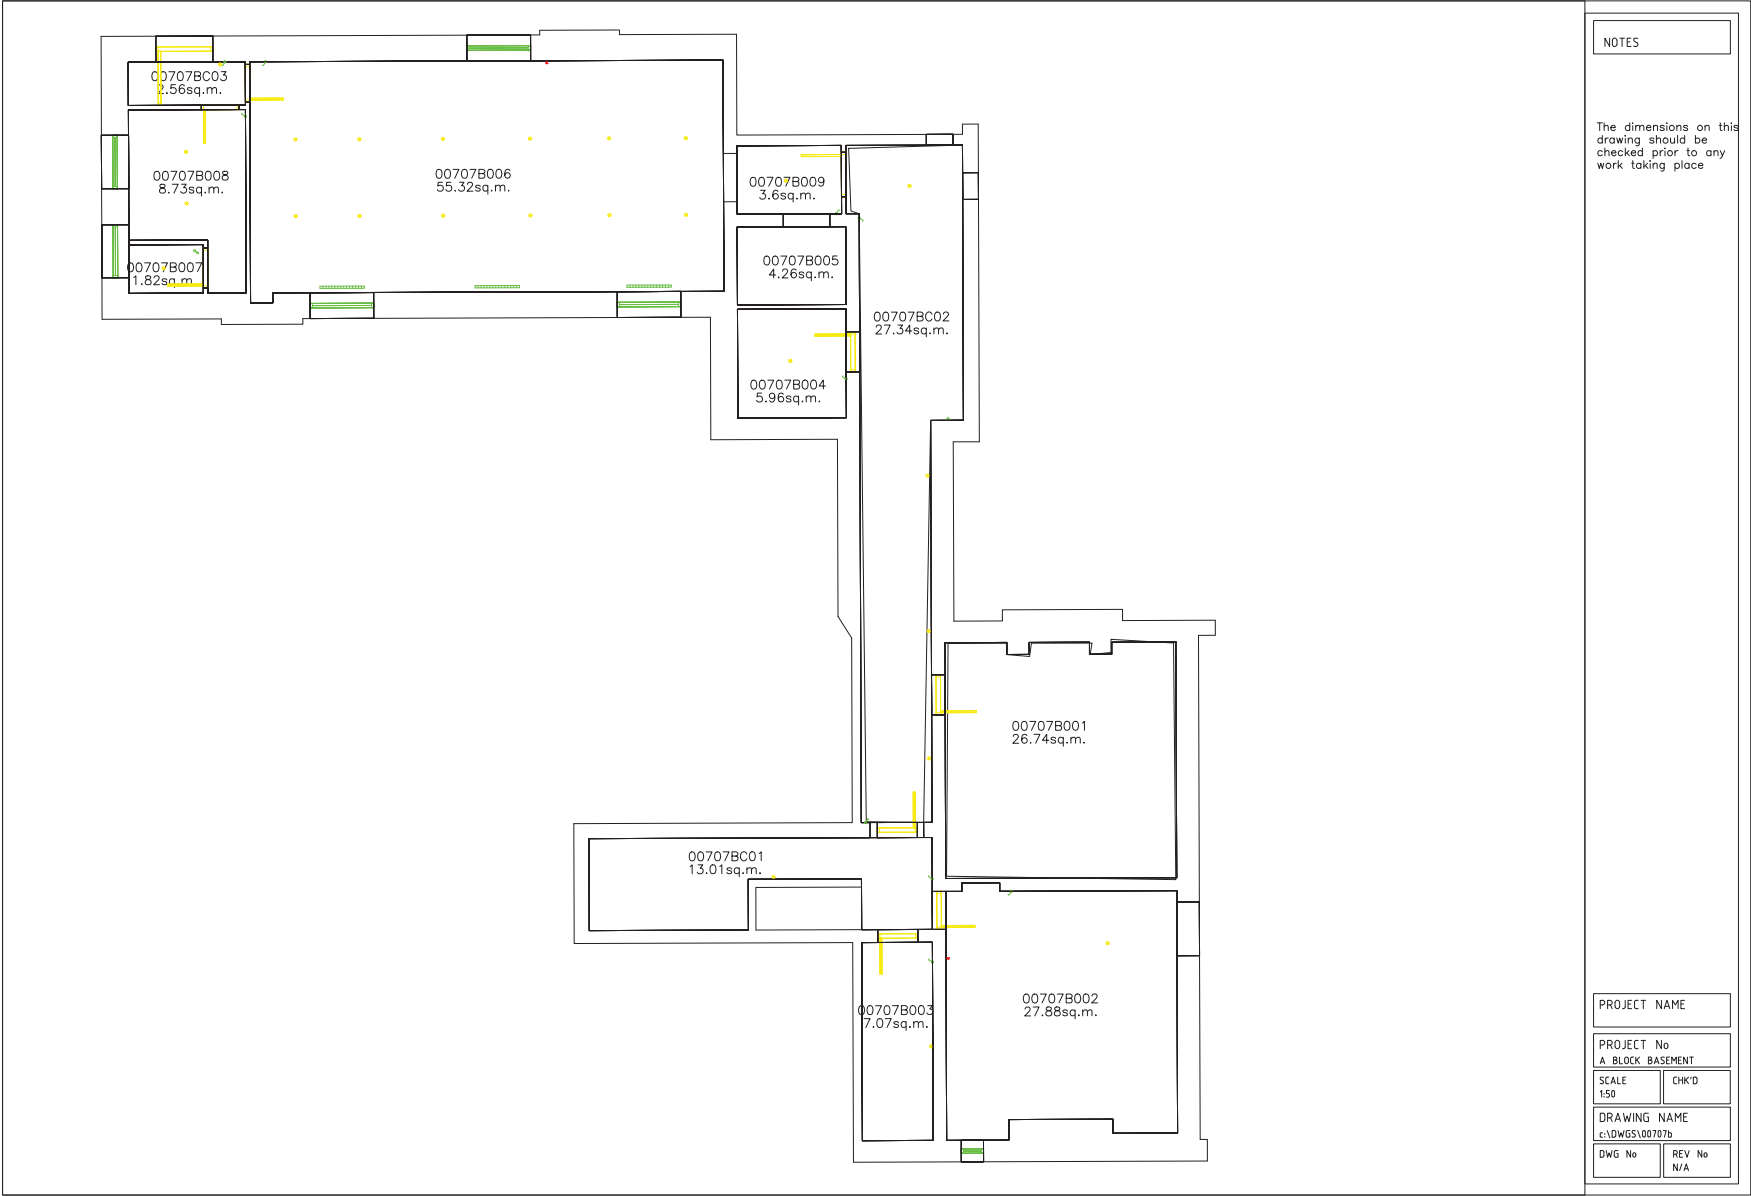 00707BC03
2.56sq.m.
00707B008
8.73sq.m.
00707B007
1.82sq.m.
00707B006
55.32sq.m.
00707B009
3.6sq.m.
00707B005
4.26sq.m.
00707B004
5.96sq.m.
00707BC02
27.34sq.m.
00707B001
26.74sq.m.
00707BC01
13.01sq.m.
00707B003
7.07sq.m.
00707B002
27.88sq.m.
NOTES
The dimensions on this
drawing should be
checked prior to any
work taking place
PROJECT NAME
PROJECT No
A BLOCK BASEMENT
SCALE
1:50
CHK'D
DRAWING NAME
c:\DWGS\00707b
DWG No
REV No
N/A